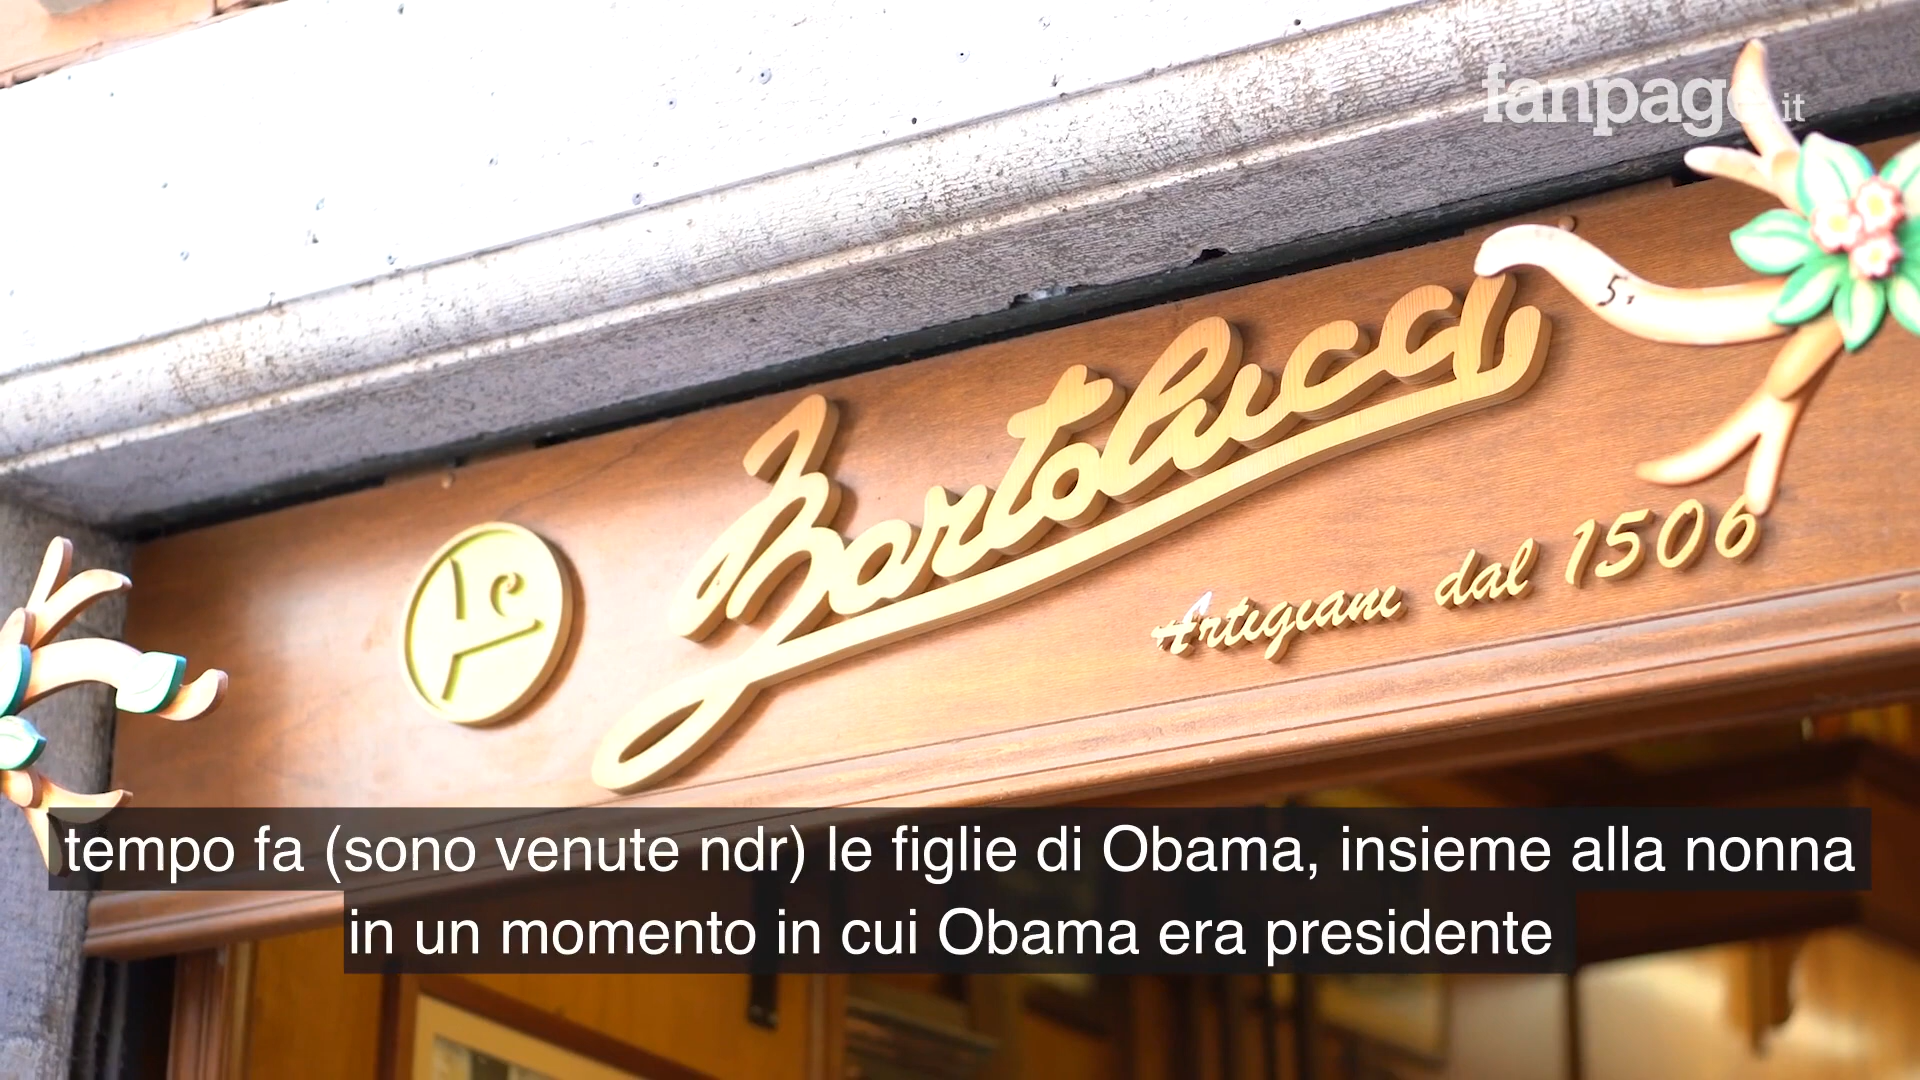 fanpage.it
Bartolucci
Artigiani dal 1506
5.
tempo fa (sono venute ndr) le figlie di Obama, insieme alla nonna
in un momento in cui Obama era presidente